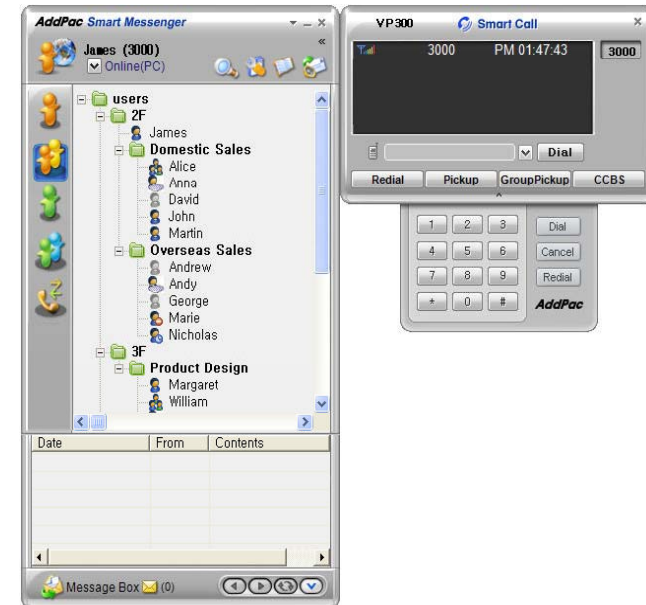 AddPac Smart Messenger
James (3000)
Online(PC)
users
2F
James
Domestic Sales
Alice
Anna
David
John
Martin
Overseas Sales
Andrew
Andy
George
Marie
Nicholas
3F
Product Design
Margaret
William
Date From Contents
Message Box (0)
VP300 Smart Call
3000 PM 01:47:43 3000
Dial
Redial Pickup GroupPickup CCBS
1 2 3 Dial
4 5 6 Cancel
7 8 9 Redial
* 0 # AddPac